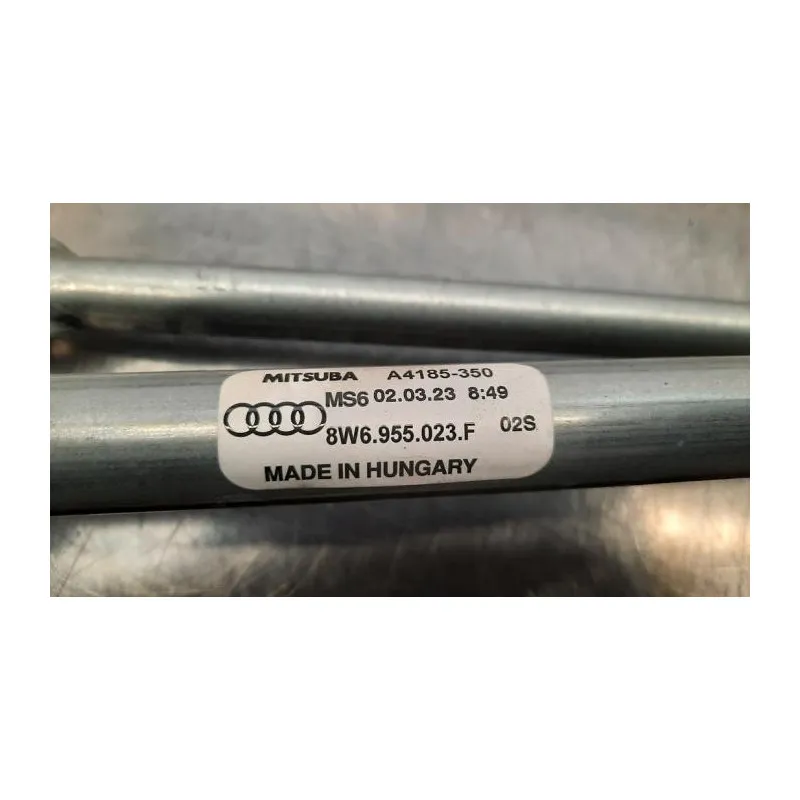 MITSUBA A4185-350
MS6 02.03.23 8:49
8W6.955.023.F 02S
MADE IN HUNGARY